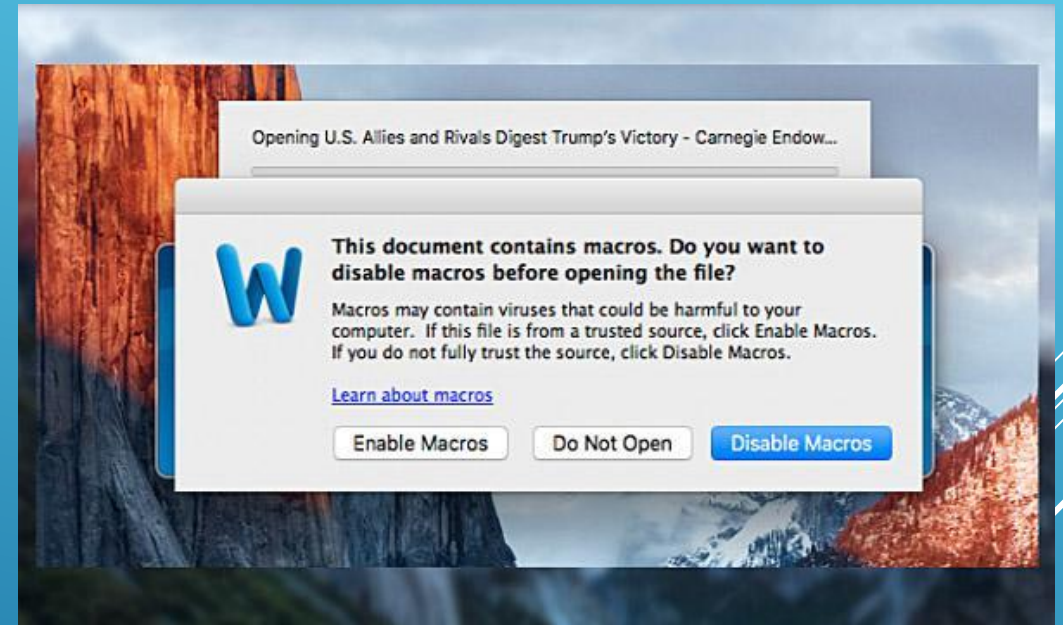 Opening U.S. Allies and Rivals Digest Trump's Victory - Carnegie Endow...
This document contains macros. Do you want to
disable macros before opening the file?
Macros may contain viruses that could be harmful to your
computer. If this file is from a trusted source, click Enable Macros.
If you do not fully trust the source, click Disable Macros.
Learn about macros
Enable Macros Do Not Open Disable Macros